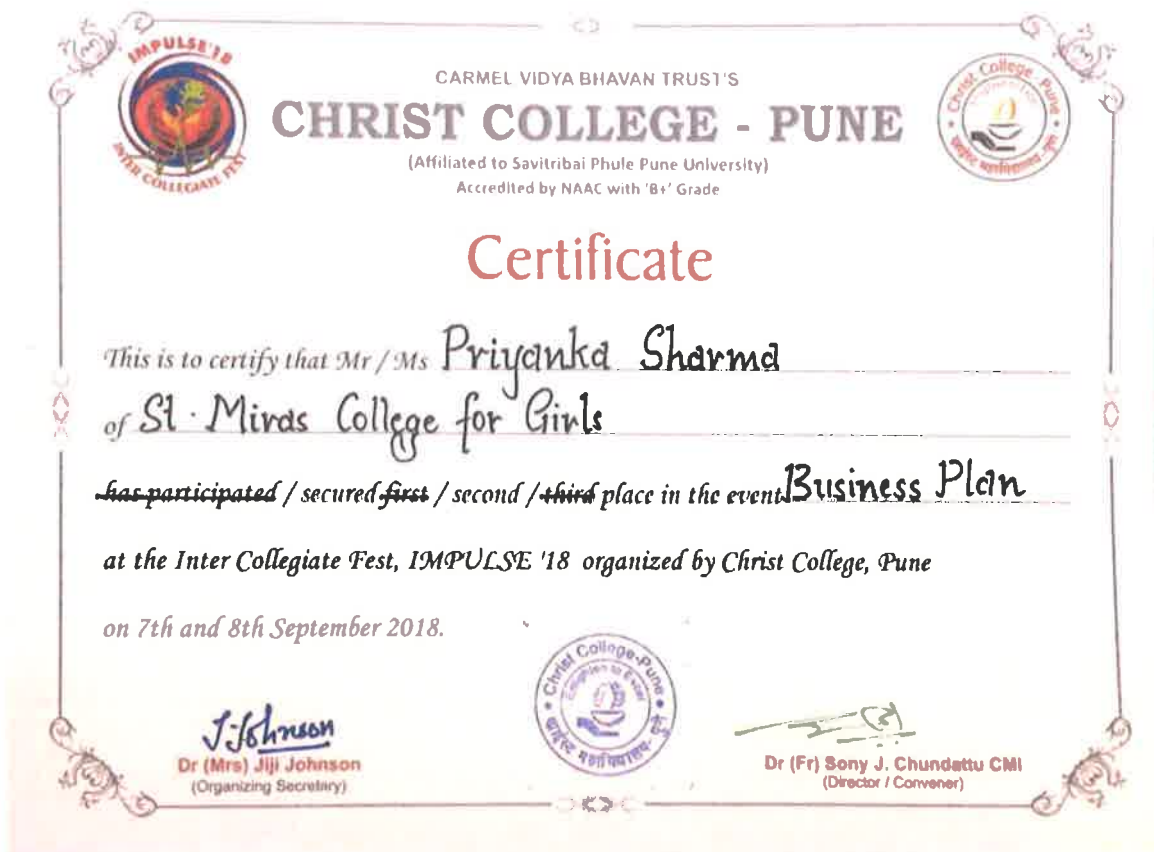 IMPULSE'18
INTER COLLEGIATE FEST
CARMEL VIDYA BHAVAN TRUST'S
CHRIST COLLEGE - PUNE
(Affiliated to Savitribai Phule Pune University)
Accredited by NAAC with 'B+' Grade
Christ College - Pune
Certificate
This is to certify that Mr / Ms Priyanka Sharma
of St. Miras College for Girls
has participated / secured first / second / third place in the event Business Plan
at the Inter Collegiate Fest, IMPULSE '18 organized by Christ College, Pune
on 7th and 8th September 2018.
Christ College-Pune
Enlighten to Excel
J. Johnson
Dr (Mrs) Jiji Johnson
(Organizing Secretary)
Dr (Fr) Sony J. Chundattu CMI
(Director / Convener)